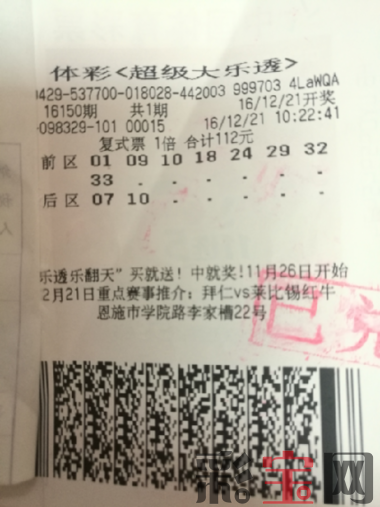 体彩<超级大乐透>
0429-537700-018028-442003 999703 4LaWQA
16150期 共1期 16/12/21开奖
-098329-101 00015 16/12/21 10:22:41
复式票 1倍 合计112元
前区 01 09 10 18 24 29 32
33 . . . . . .
后区 07 10 . . . . .
乐透乐翻天"买就送！中就奖!11月26日开始
2月21日重点赛事推介：拜仁vs莱比锡红牛
恩施市学院路李家槽22号
已兑
彩宝网